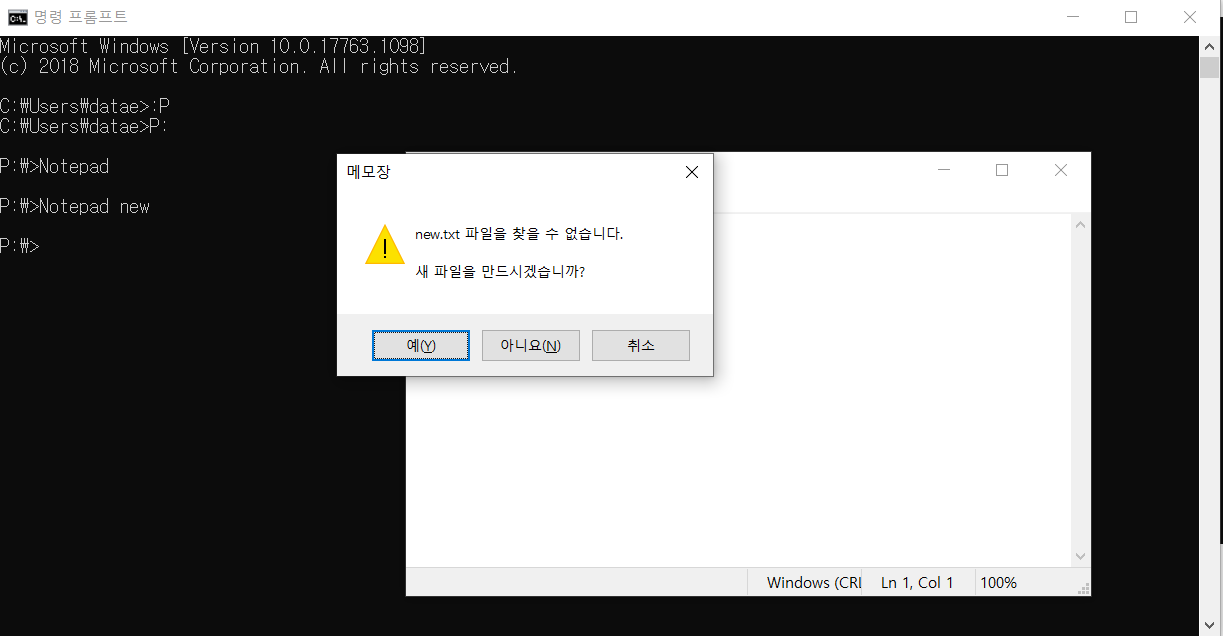 명령 프롬프트
Microsoft Windows [Version 10.0.17763.1098]
(c) 2018 Microsoft Corporation. All rights reserved.
C:₩Users₩datae>:P
C:₩Users₩datae>P:
P:₩>Notepad
P:₩>Notepad new
P:₩>
메모장
new.txt 파일을 찾을 수 없습니다.
새 파일을 만드시겠습니까?
예(Y)
아니요(N)
취소
Windows (CRL
Ln 1, Col 1
100%